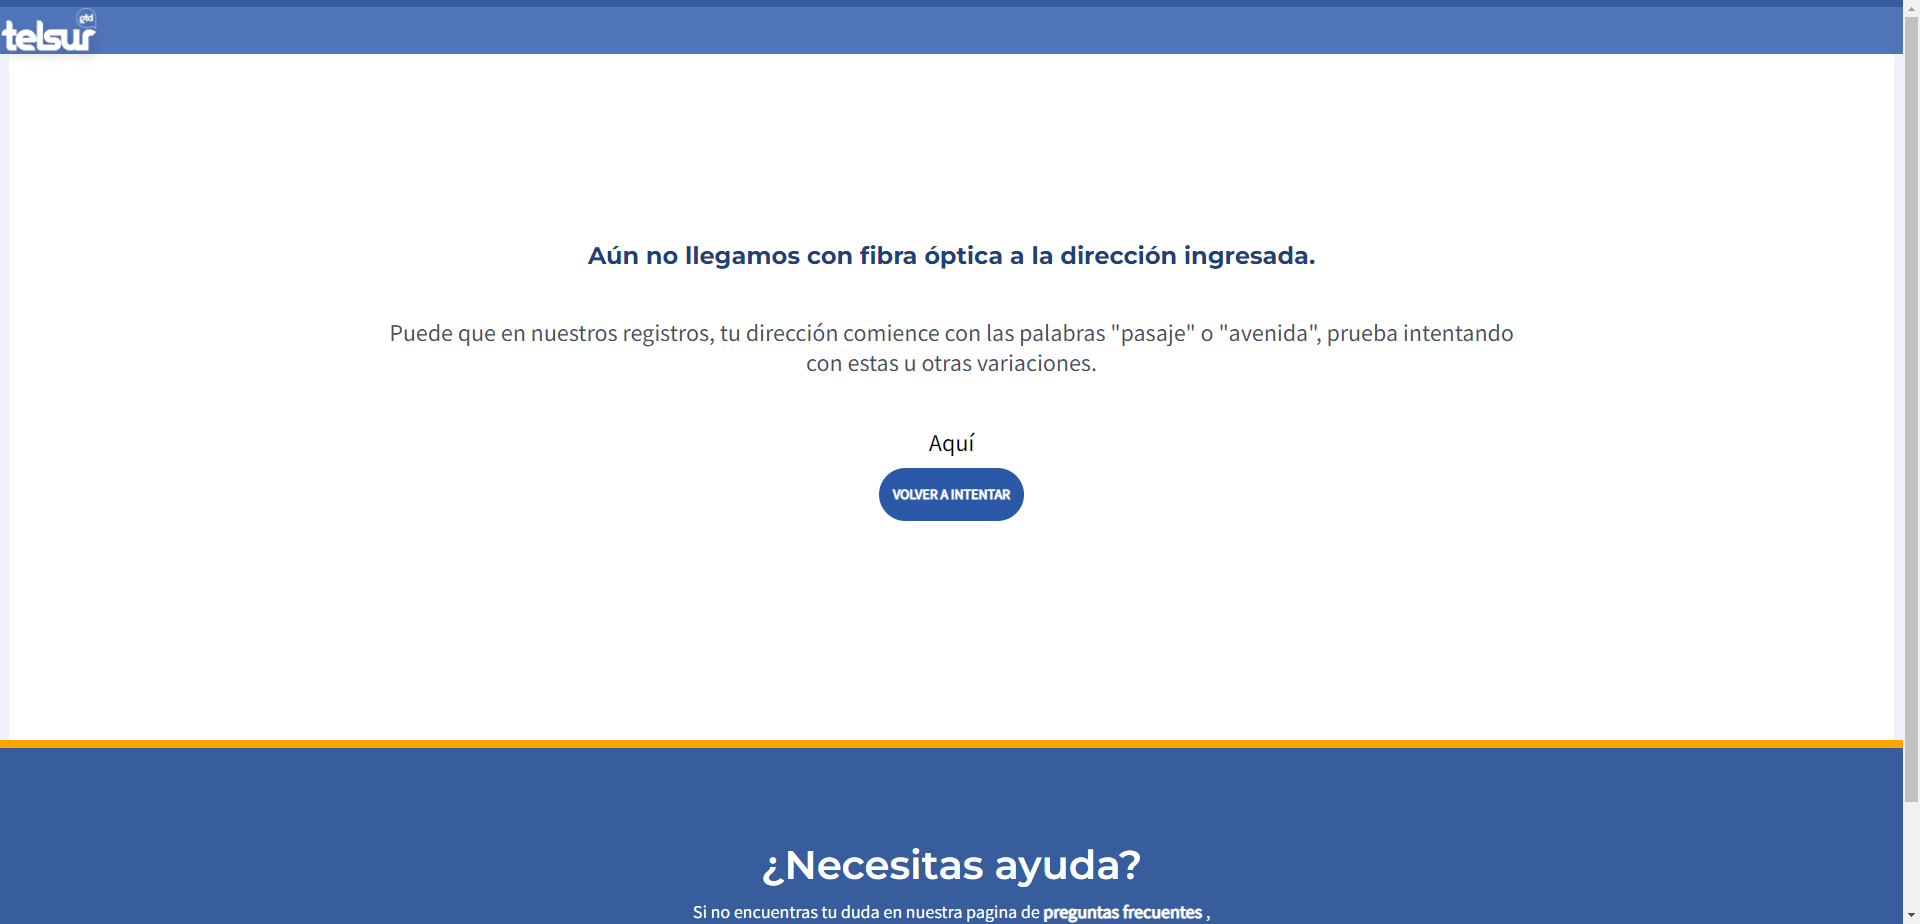 gtd
telsur
Aún no llegamos con fibra óptica a la dirección ingresada.
Puede que en nuestros registros, tu dirección comience con las palabras "pasaje" o "avenida", prueba intentando
con estas u otras variaciones.
Aquí
VOLVER A INTENTAR
¿Necesitas ayuda?
Si no encuentras tu duda en nuestra pagina de preguntas frecuentes ,